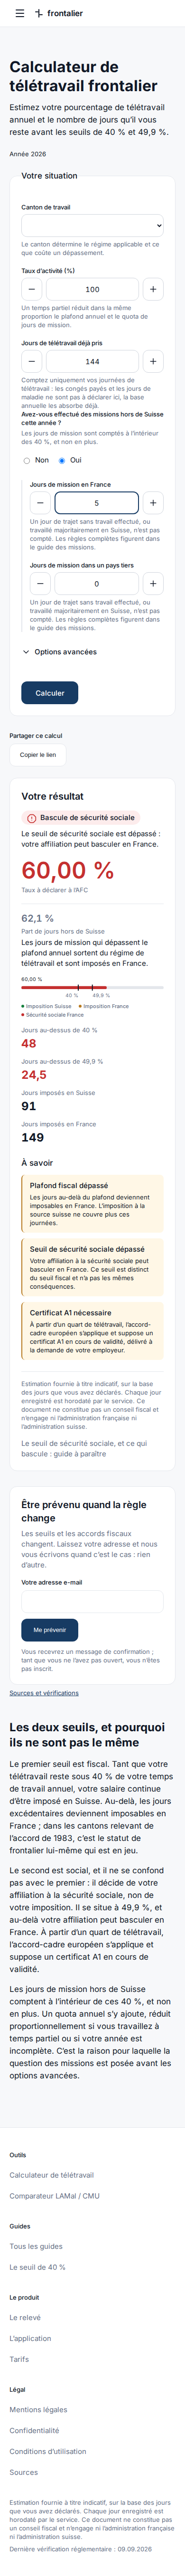 frontalier
Calculateur de
télétravail frontalier
Estimez votre pourcentage de télétravail
annuel et le nombre de jours qu’il vous
reste avant les seuils de 40 % et 49,9 %.
Année 2026
Votre situation
Canton de travail
Le canton détermine le régime applicable et ce
que coûte un dépassement.
Taux d’activité (%)
100
Un temps partiel réduit dans la même
proportion le plafond annuel et le quota de
jours de mission.
Jours de télétravail déjà pris
144
Comptez uniquement vos journées de
télétravail : les congés payés et les jours de
maladie ne sont pas à déclarer ici, la base
annuelle les absorbe déjà.
Avez-vous effectué des missions hors de Suisse
cette année ?
Les jours de mission sont comptés à l’intérieur
des 40 %, et non en plus.
Non
Oui
Jours de mission en France
5
Un jour de trajet sans travail effectué, ou
travaillé majoritairement en Suisse, n’est pas
compté. Les règles complètes figurent dans
le guide des missions.
Jours de mission dans un pays tiers
0
Un jour de trajet sans travail effectué, ou
travaillé majoritairement en Suisse, n’est pas
compté. Les règles complètes figurent dans
le guide des missions.
Options avancées
Calculer
Partager ce calcul
Copier le lien
Votre résultat
Bascule de sécurité sociale
Le seuil de sécurité sociale est dépassé :
votre affiliation peut basculer en France.
60,00 %
Taux à déclarer à l’AFC
62,1 %
Part de jours hors de Suisse
Les jours de mission qui dépassent le
plafond annuel sortent du régime de
télétravail et sont imposés en France.
60,00 %
40 %
49,9 %
Imposition Suisse
Imposition France
Sécurité sociale France
Jours au-dessus de 40 %
48
Jours au-dessus de 49,9 %
24,5
Jours imposés en Suisse
91
Jours imposés en France
149
À savoir
Plafond fiscal dépassé
Les jours au-delà du plafond deviennent
imposables en France. L’imposition à la
source suisse ne couvre plus ces
journées.
Seuil de sécurité sociale dépassé
Votre affiliation à la sécurité sociale peut
basculer en France. Ce seuil est distinct
du seuil fiscal et n’a pas les mêmes
conséquences.
Certificat A1 nécessaire
À partir d’un quart de télétravail, l’accord-
cadre européen s’applique et suppose un
certificat A1 en cours de validité, délivré à
la demande de votre employeur.
Estimation fournie à titre indicatif, sur la base
des jours que vous avez déclarés. Chaque jour
enregistré est horodaté par le service. Ce
document ne constitue pas un conseil fiscal et
n’engage ni l’administration française ni
l’administration suisse.
Le seuil de sécurité sociale, et ce qui
bascule : guide à paraître
Être prévenu quand la règle
change
Les seuils et les accords fiscaux
changent. Laissez votre adresse et nous
vous écrivons quand c’est le cas : rien
d’autre.
Votre adresse e-mail
Me prévenir
Vous recevrez un message de confirmation ;
tant que vous ne l’avez pas ouvert, vous n’êtes
pas inscrit.
Sources et vérifications
Les deux seuils, et pourquoi
ils ne sont pas le même
Le premier seuil est fiscal. Tant que votre
télétravail reste sous 40 % de votre temps
de travail annuel, votre salaire continue
d’être imposé en Suisse. Au-delà, les jours
excédentaires deviennent imposables en
France ; dans les cantons relevant de
l’accord de 1983, c’est le statut de
frontalier lui-même qui est en jeu.
Le second est social, et il ne se confond
pas avec le premier : il décide de votre
affiliation à la sécurité sociale, non de
votre imposition. Il se situe à 49,9 %, et
au-delà votre affiliation peut basculer en
France. À partir d’un quart de télétravail,
l’accord-cadre européen s’applique et
suppose un certificat A1 en cours de
validité.
Les jours de mission hors de Suisse
comptent à l’intérieur de ces 40 %, et non
en plus. Un quota annuel s’y ajoute, réduit
proportionnellement si vous travaillez à
temps partiel ou si votre année est
incomplète. C’est la raison pour laquelle la
question des missions est posée avant les
options avancées.
Outils
Calculateur de télétravail
Comparateur LAMal / CMU
Guides
Tous les guides
Le seuil de 40 %
Le produit
Le relevé
L’application
Tarifs
Légal
Mentions légales
Confidentialité
Conditions d’utilisation
Sources
Estimation fournie à titre indicatif, sur la base des jours
que vous avez déclarés. Chaque jour enregistré est
horodaté par le service. Ce document ne constitue pas
un conseil fiscal et n’engage ni l’administration française
ni l’administration suisse.
Dernière vérification réglementaire : 09.09.2026